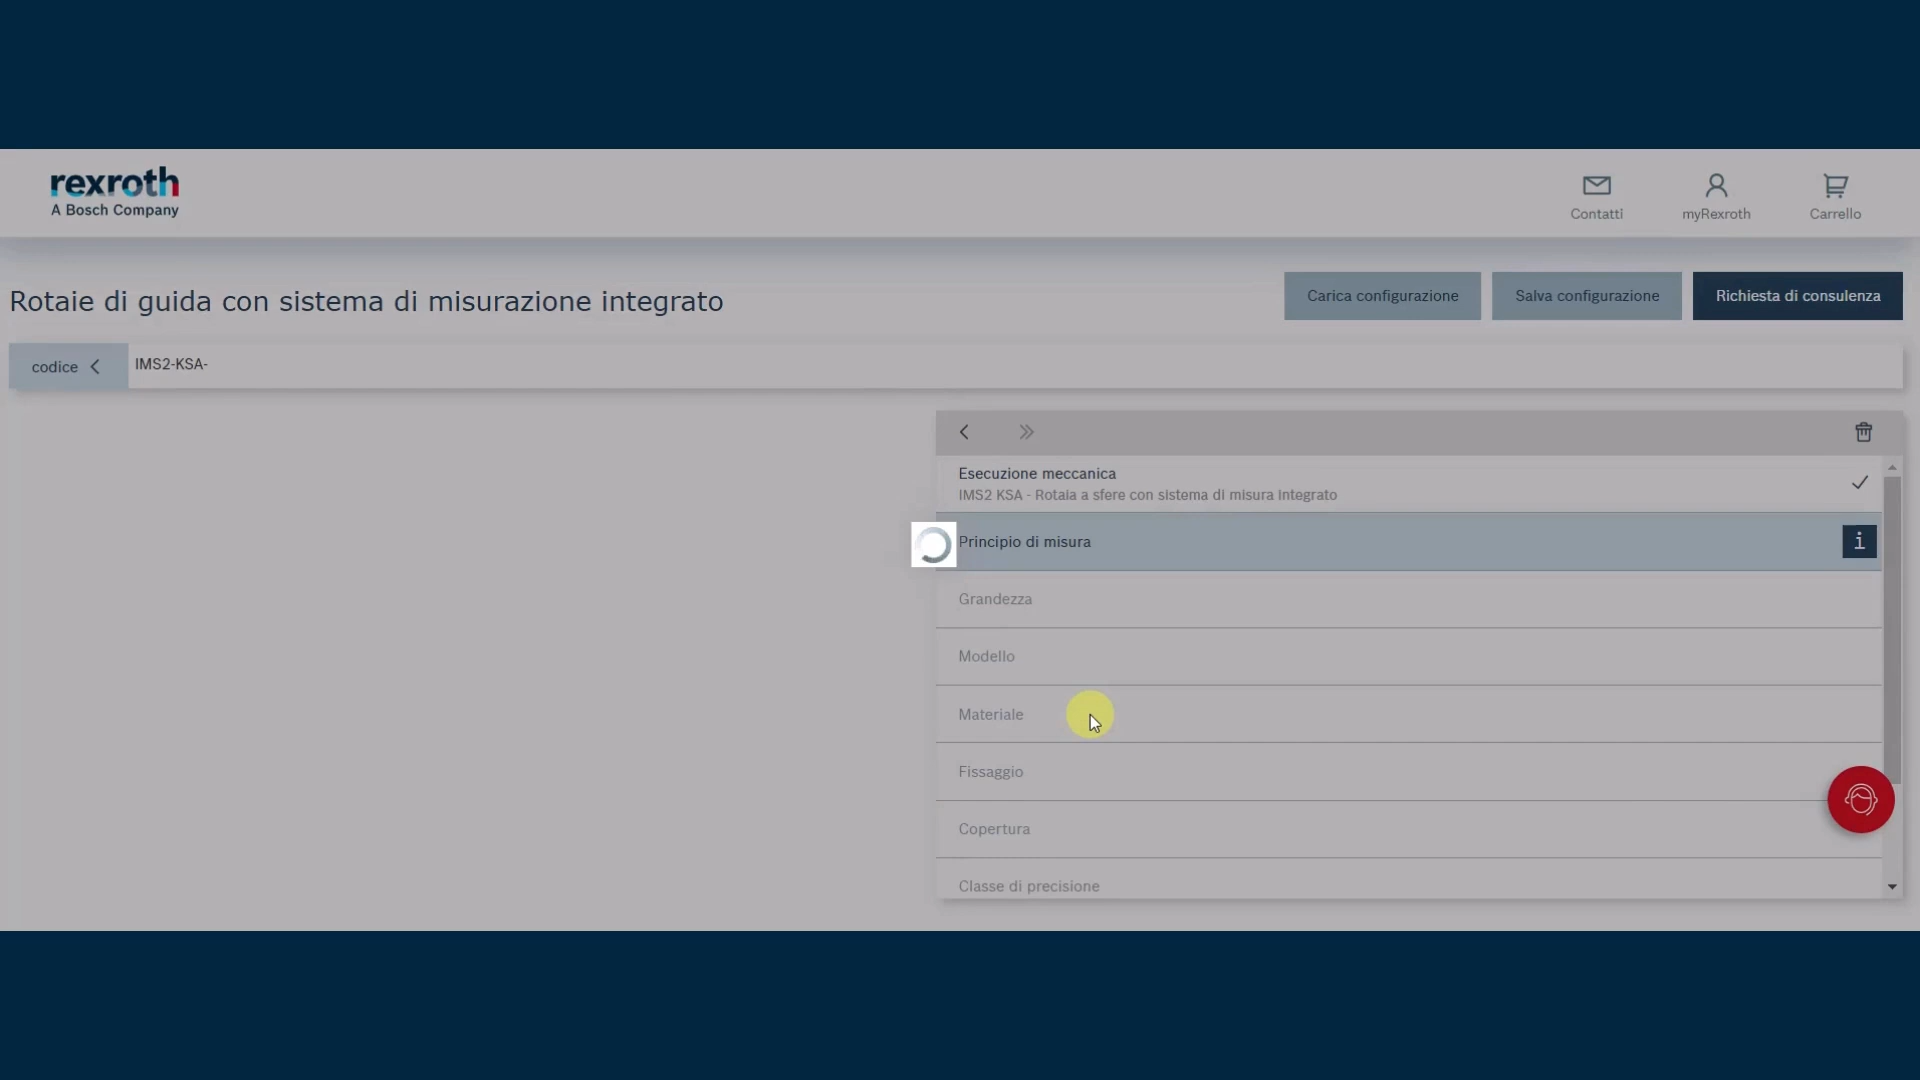 rexroth
A Bosch Company
Contatti
myRexroth
Carrello
Rotaie di guida con sistema di misurazione integrato
Carica configurazione
Salva configurazione
Richiesta di consulenza
codice
IMS2-KSA-
Esecuzione meccanica
IMS2 KSA - Rotaia a sfere con sistema di misura integrato
Principio di misura
i
Grandezza
Modello
Materiale
Fissaggio
Copertura
Classe di precisione